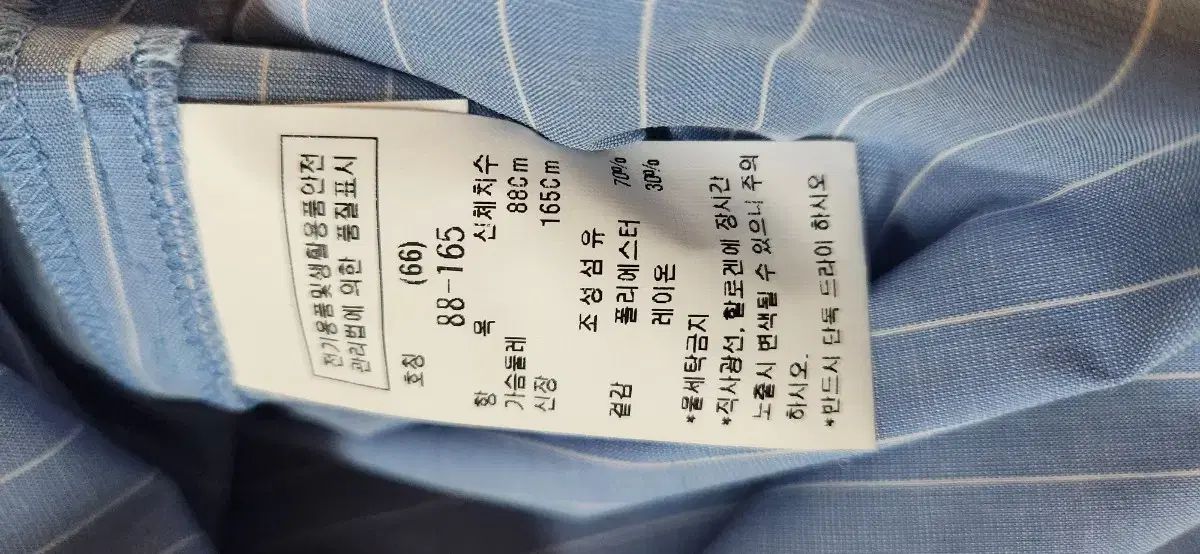 전기용품및생활용품안전
관리법에 의한 품질표시
호칭 (66)
88-165
항 목 신체치수
가슴둘레 88Cm
신장 165Cm
조성섬유
겉감 폴리에스터 70%
레이온 30%
*물세탁금지
*직사광선, 할로겐에 장시간
노출시 변색될 수 있으니 주의
하시오.
*반드시 단독 드라이 하시오